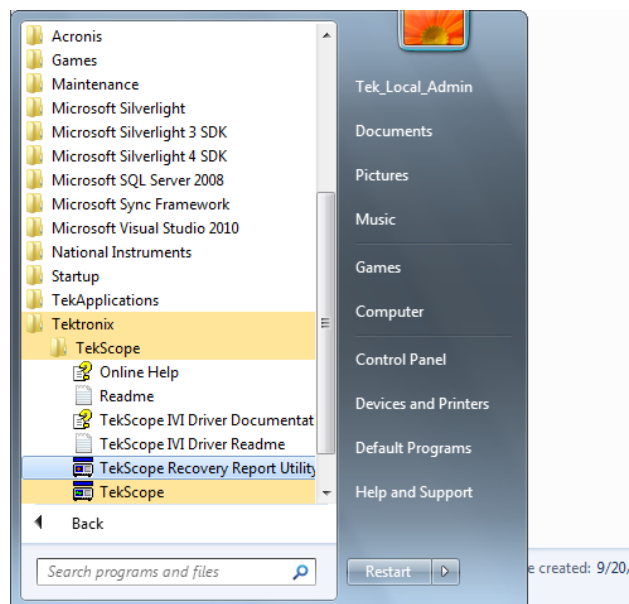 Acronis
Games
Maintenance
Microsoft Silverlight
Microsoft Silverlight 3 SDK
Microsoft Silverlight 4 SDK
Microsoft SQL Server 2008
Microsoft Sync Framework
Microsoft Visual Studio 2010
National Instruments
Startup
TekApplications
Tektronix
TekScope
Online Help
Readme
TekScope IVI Driver Documentat
TekScope IVI Driver Readme
TekScope Recovery Report Utility
TekScope
Back
Search programs and files
Tek_Local_Admin
Documents
Pictures
Music
Games
Computer
Control Panel
Devices and Printers
Default Programs
Help and Support
Restart
e created: 9/20/